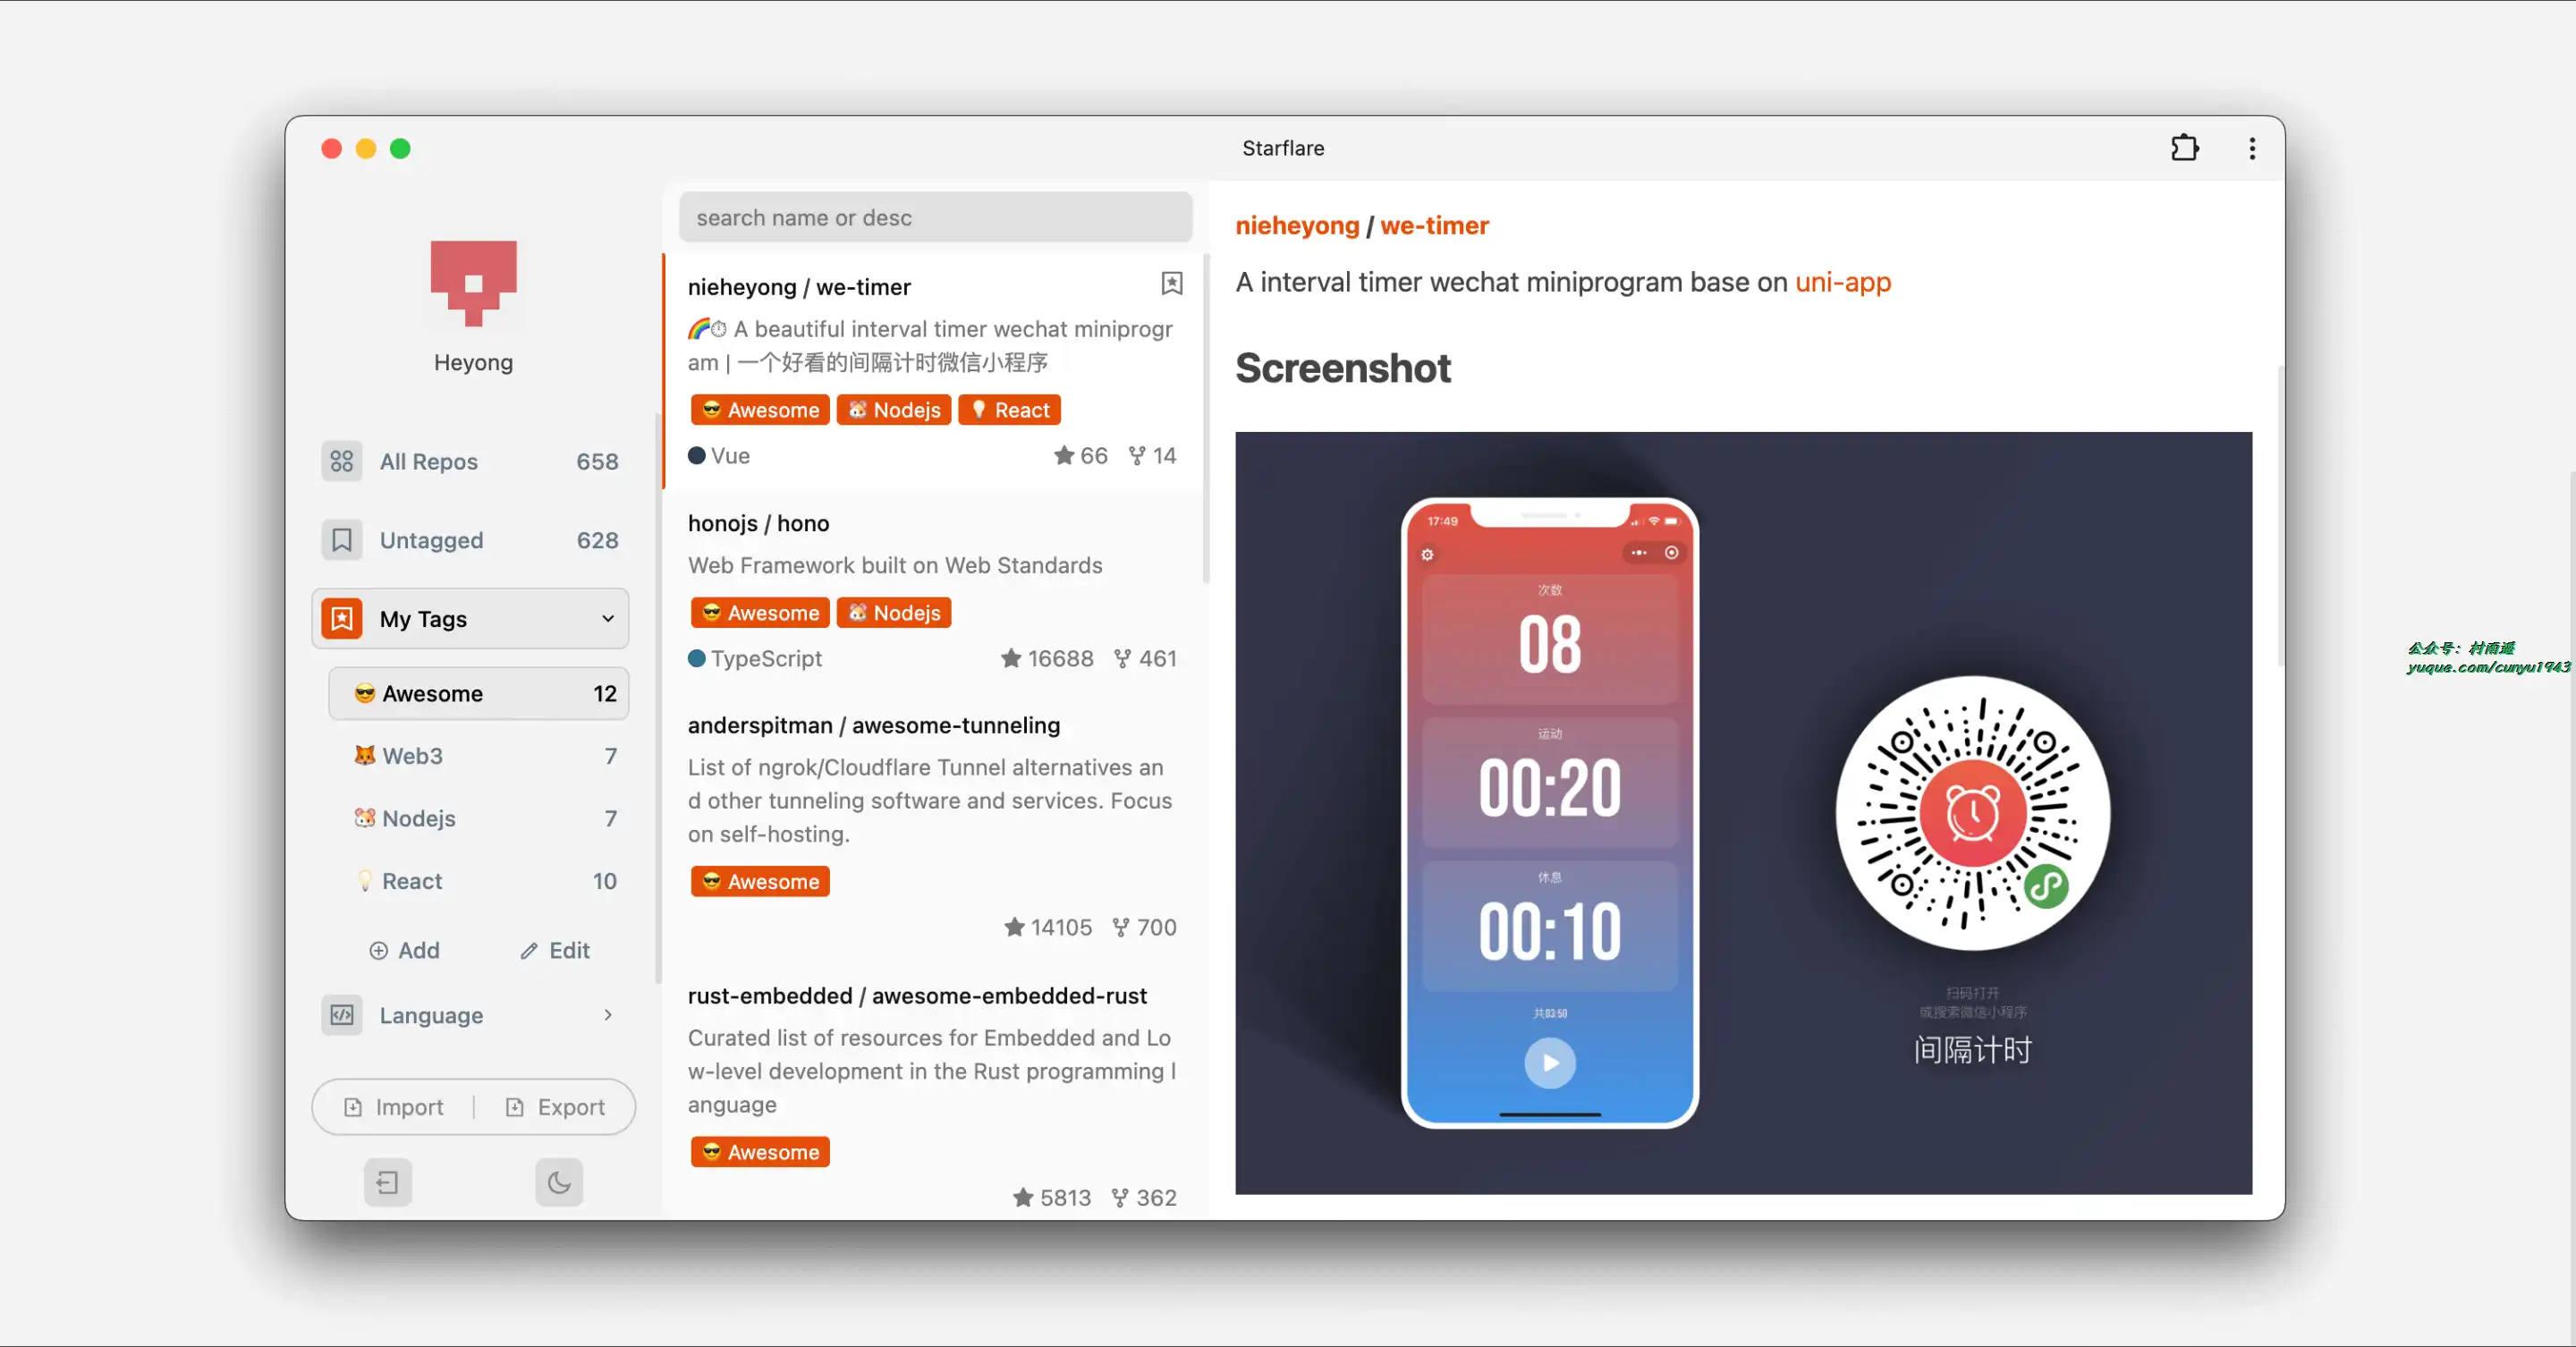 Starflare
Heyong
All Repos 658
Untagged 628
My Tags
😎 Awesome 12
🦊 Web3 7
🐹 Nodejs 7
💡 React 10
Add Edit
Language
Import Export
search name or desc
nieheyong / we-timer
🌈⏱ A beautiful interval timer wechat miniprogr
am | 一个好看的间隔计时微信小程序
😎 Awesome 🐹 Nodejs 💡 React
Vue 66 14
honojs / hono
Web Framework built on Web Standards
😎 Awesome 🐹 Nodejs
TypeScript 16688 461
anderspitman / awesome-tunneling
List of ngrok/Cloudflare Tunnel alternatives an
d other tunneling software and services. Focus
on self-hosting.
😎 Awesome
14105 700
rust-embedded / awesome-embedded-rust
Curated list of resources for Embedded and Lo
w-level development in the Rust programming l
anguage
😎 Awesome
5813 362
nieheyong / we-timer
A interval timer wechat miniprogram base on uni-app
Screenshot
17:49
次数
08
运动
00:20
休息
00:10
共03:50
扫码打开
或搜索微信小程序
间隔计时
公众号：村雨遥
yuque.com/cunyu1943